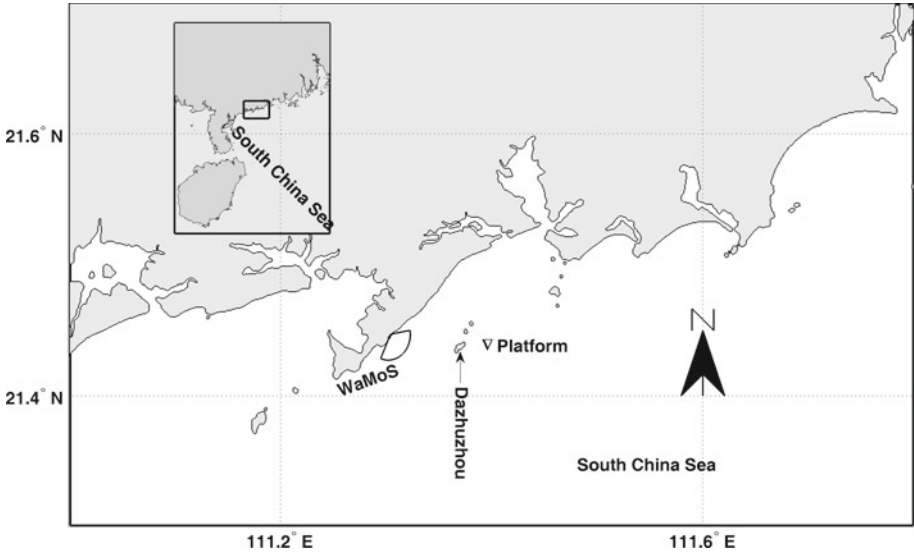 South China Sea
21.6° N
N
∇ Platform
WaMoS
21.4° N
Dazhuzhou
South China Sea
111.2° E
111.6° E